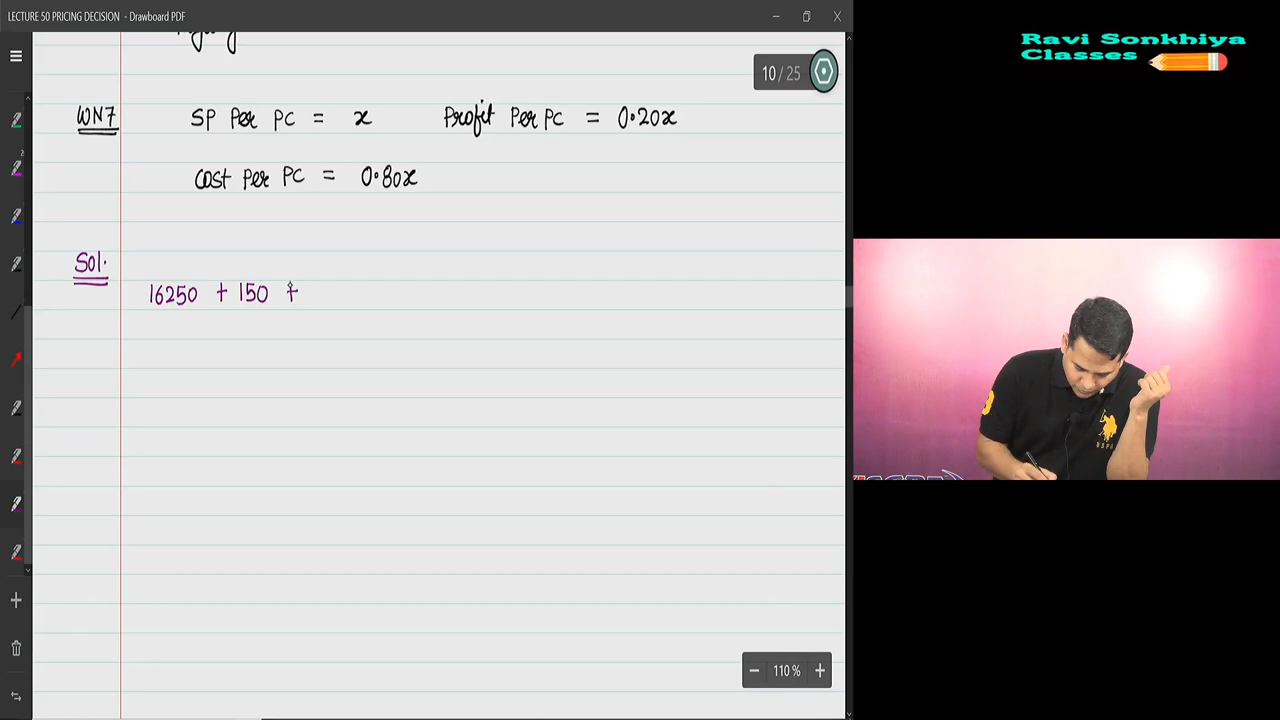 LECTURE 50 PRICING DECISION - Drawboard PDF
Ravi Sonkhiya
Classes
10 / 25
WN7 SP Per PC = x Profit Per PC = 0.20x
Cost Per PC = 0.80x
Sol.
16250 + 150 +
110 %